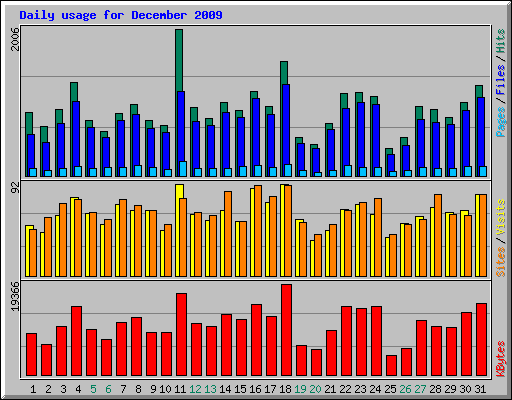 Daily usage for December 2009
2006
Pages / Files / Hits
92
Sites / Visits
19366
KBytes
1 2 3 4 5 6 7 8 9 10 11 12 13 14 15 16 17 18 19 20 21 22 23 24 25 26 27 28 29 30 31